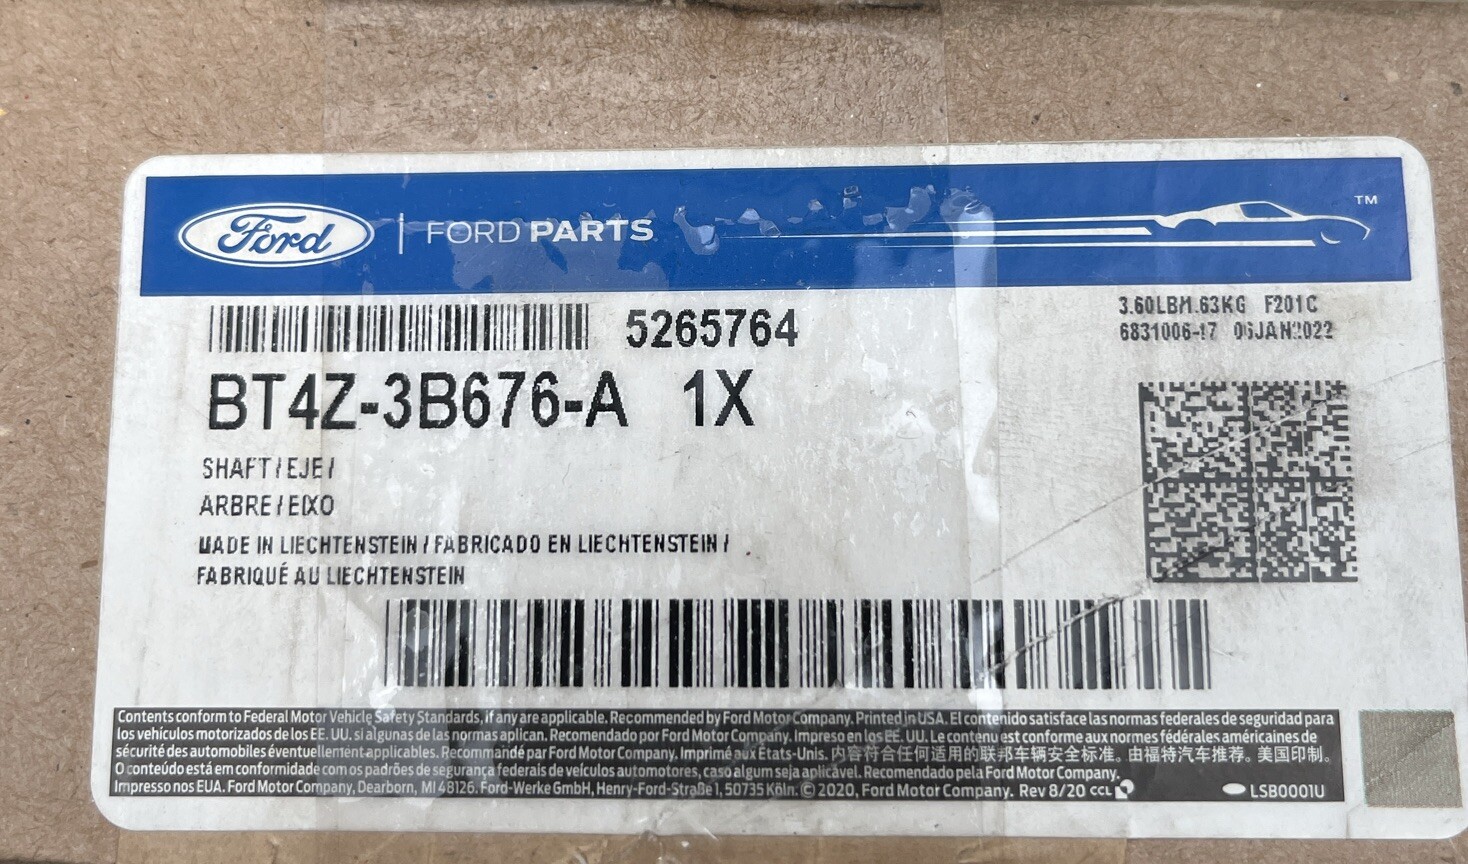 Ford | FORD PARTS ™
5265764
3.60LB/1.63KG F201C
6831006-17 06JAN2022
BT4Z-3B676-A 1X
SHAFT / EJE /
ARBRE / EIXO
MADE IN LIECHTENSTEIN / FABRICADO EN LIECHTENSTEIN /
FABRIQUÉ AU LIECHTENSTEIN
Contents conform to Federal Motor Vehicle Safety Standards, if any are applicable. Recommended by Ford Motor Company. Printed in USA. El contenido satisface las normas federales de seguridad para
los vehículos motorizados de los EE. UU. si algunas de las normas aplican. Recomendado por Ford Motor Company. Impreso en los EE. UU. Le contenu est conforme aux normes fédérales américaines de
sécurité des automobiles éventuellement applicables. Recommandé par Ford Motor Company. Imprimé aux Etats-Unis. 内容符合任何适用的联邦车辆安全标准。由福特汽车推荐。美国印制。
O conteúdo está em conformidade com os padrões de segurança federais de veículos automotores, caso algum seja aplicável. Recomendado pela Ford Motor Company.
Impresso nos EUA. Ford Motor Company, Dearborn, MI 48126. Ford-Werke GmbH, Henry-Ford-Straße 1, 50735 Köln. © 2020, Ford Motor Company. Rev 8/20 CCL LSB0001U